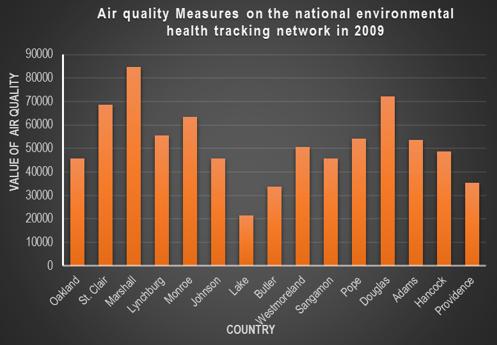 Air quality Measures on the national environmental
health tracking network in 2009
VALUE OF AIR QUALITY
90000
80000
70000
60000
50000
40000
30000
20000
10000
0
Oakland
St. Clair
Marshall
Lynchburg
Monroe
Johnson
Lake
Butler
Westmoreland
Sangamon
Pope
Douglas
Adams
Hancock
Providence
COUNTRY